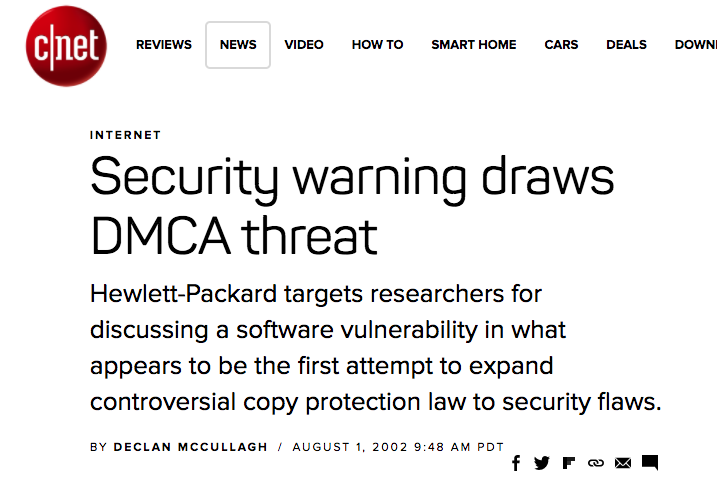 c|net
REVIEWS NEWS VIDEO HOW TO SMART HOME CARS DEALS DOWN
INTERNET
Security warning draws
DMCA threat
Hewlett-Packard targets researchers for
discussing a software vulnerability in what
appears to be the first attempt to expand
controversial copy protection law to security flaws.
BY DECLAN MCCULLAGH / AUGUST 1, 2002 9:48 AM PDT